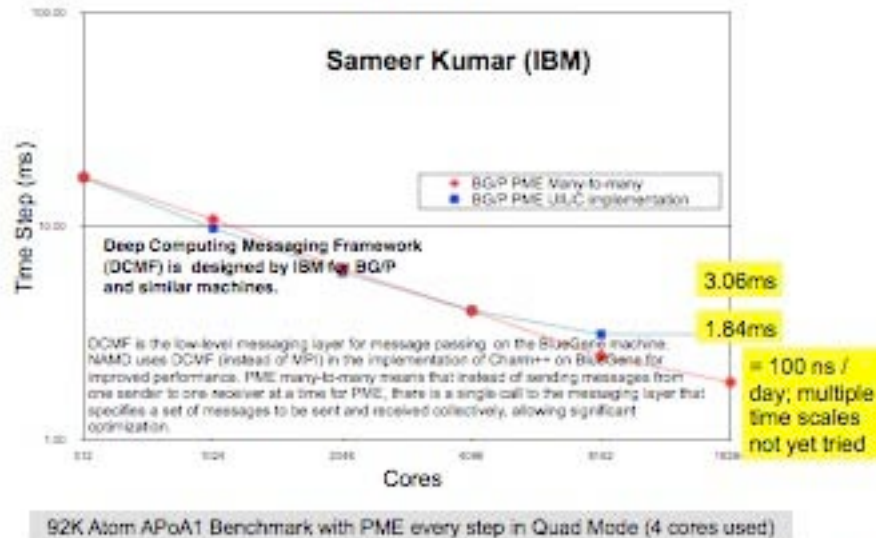 100.00
Sameer Kumar (IBM)
Time Step (ms)
BG/P PME Many-to-many
BG/P PME UIUC implementation
10.00
Deep Computing Messaging Framework
(DCMF) is designed by IBM for BG/P
and similar machines.
3.06ms
1.84ms
DCMF is the low-level messaging layer for message passing on the BlueGene machine.
NAMD uses DCMF (instead of MPI) in the implementation of Charm++ on BlueGene for
improved performance. PME many-to-many means that instead of sending messages from
one sender to one receiver at a time for PME, there is a single call to the messaging layer that
specifies a set of messages to be sent and received collectively, allowing significant
optimization.
= 100 ns /
day; multiple
time scales
not yet tried
1.00
512 1024 2048 4096 8192
Cores
92K Atom APoA1 Benchmark with PME every step in Quad Mode (4 cores used)